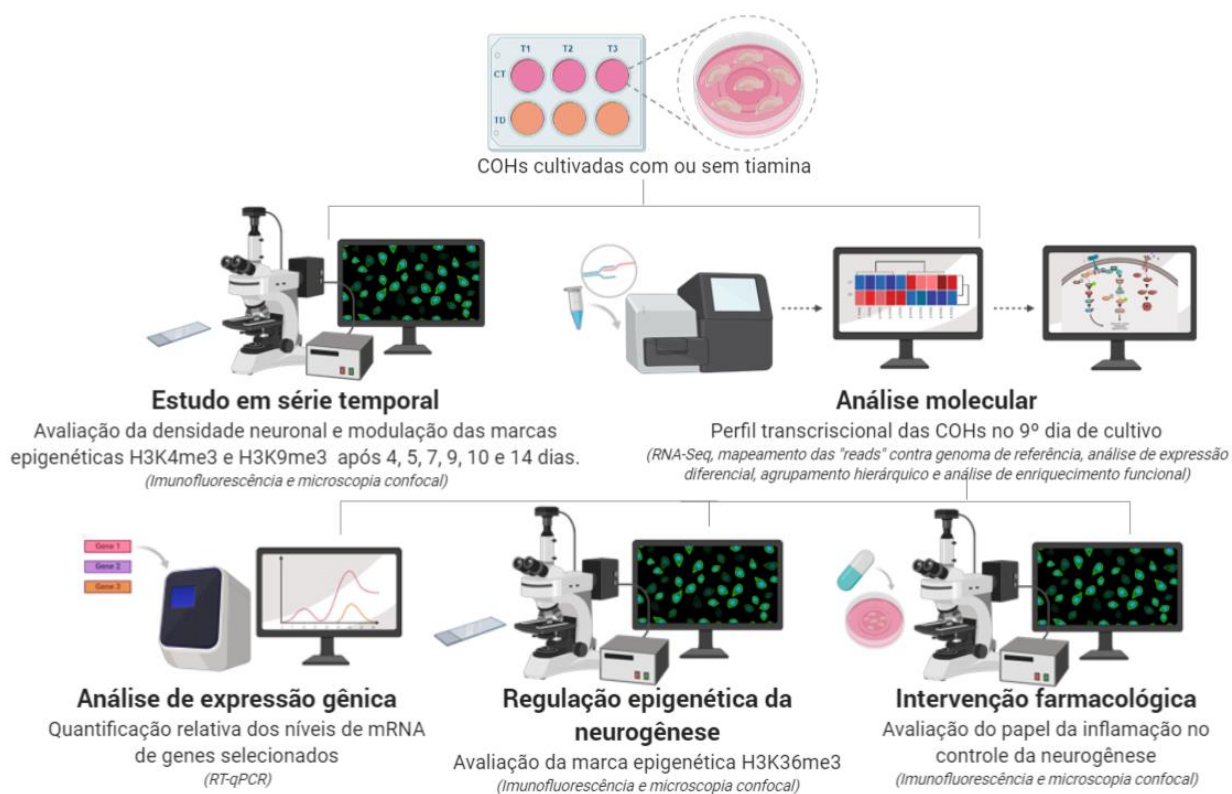 T1 T2 T3
CT
TD
COHs cultivadas com ou sem tiamina
Estudo em série temporal
Avaliação da densidade neuronal e modulação das marcas
epigenéticas H3K4me3 e H3K9me3 após 4, 5, 7, 9, 10 e 14 dias.
(Imunofluorescência e microscopia confocal)
Análise molecular
Perfil transcriscional das COHs no 9º dia de cultivo
(RNA-Seq, mapeamento das "reads" contra genoma de referência, análise de expressão
diferencial, agrupamento hierárquico e análise de enriquecimento funcional)
Gene 1
Gene 2
Gene 3
Análise de expressão gênica
Quantificação relativa dos níveis de mRNA
de genes selecionados
(RT-qPCR)
Regulação epigenética da
neurogênese
Avaliação da marca epigenética H3K36me3
(Imunofluorescência e microscopia confocal)
Intervenção farmacológica
Avaliação do papel da inflamação no
controle da neurogênese
(Imunofluorescência e microscopia confocal)